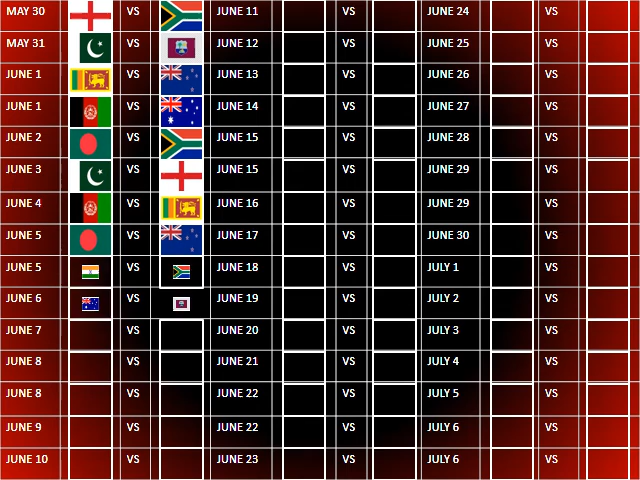 MAY 30 VS JUNE 11 VS JUNE 24 VS
MAY 31 VS JUNE 12 VS JUNE 25 VS
JUNE 1 VS JUNE 13 VS JUNE 26 VS
JUNE 1 VS JUNE 14 VS JUNE 27 VS
JUNE 2 VS JUNE 15 VS JUNE 28 VS
JUNE 3 VS JUNE 15 VS JUNE 29 VS
JUNE 4 VS JUNE 16 VS JUNE 29 VS
JUNE 5 VS JUNE 17 VS JUNE 30 VS
JUNE 5 VS JUNE 18 VS JULY 1 VS
JUNE 6 VS JUNE 19 VS JULY 2 VS
JUNE 7 VS JUNE 20 VS JULY 3 VS
JUNE 8 VS JUNE 21 VS JULY 4 VS
JUNE 8 VS JUNE 22 VS JULY 5 VS
JUNE 9 VS JUNE 22 VS JULY 6 VS
JUNE 10 VS JUNE 23 VS JULY 6 VS